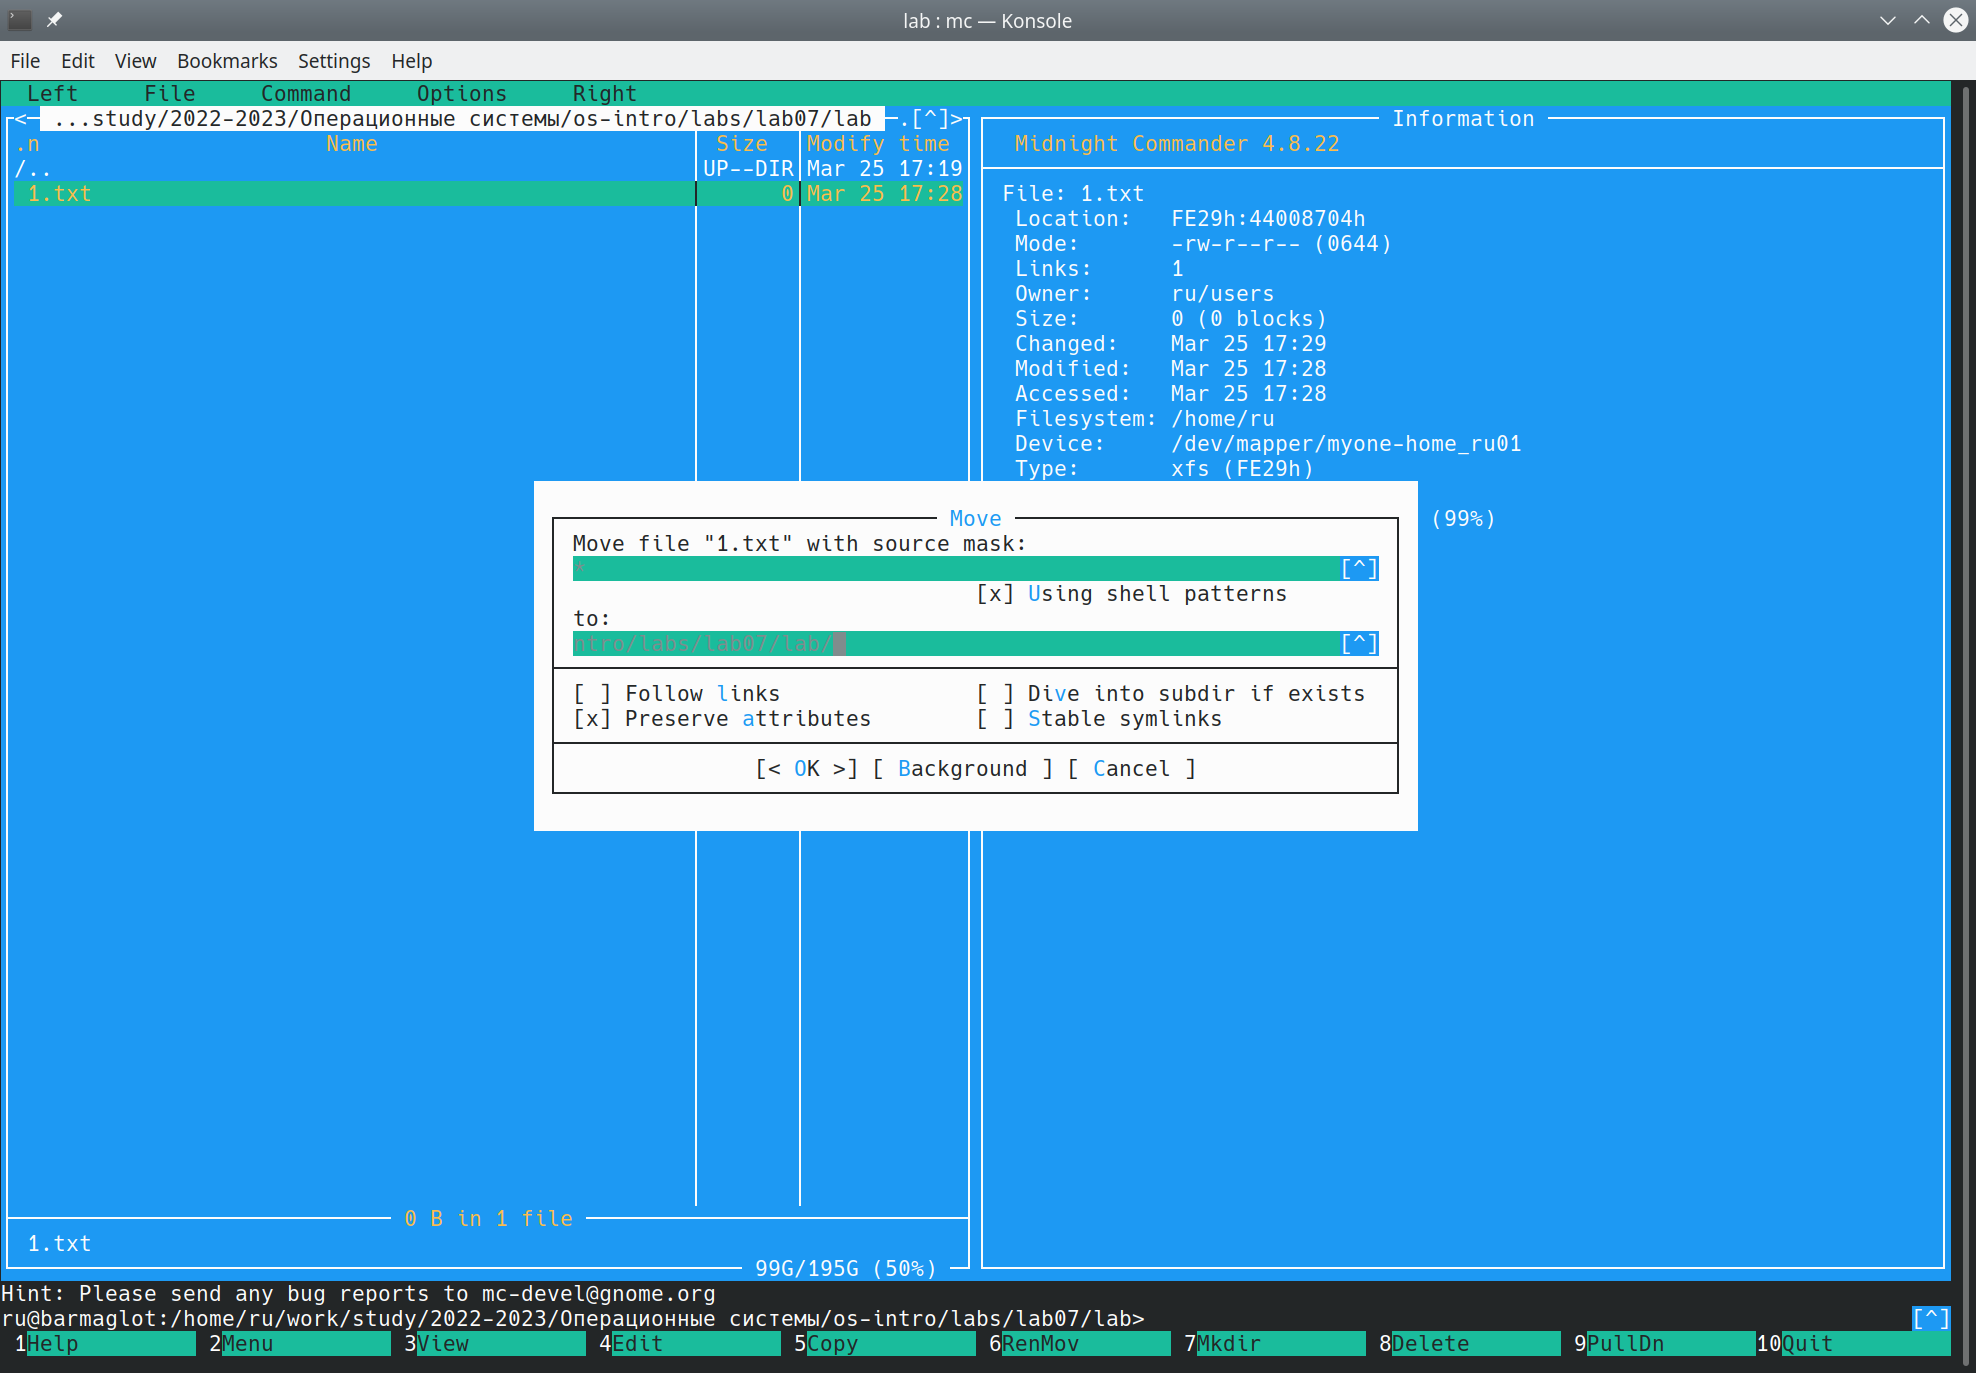 lab : mc — Konsole
File Edit View Bookmarks Settings Help
Left File Command Options Right
<─ ...study/2022-2023/Операционные системы/os-intro/labs/lab07/lab ─.[^]>
.n Name Size Modify time
/.. UP--DIR Mar 25 17:19
1.txt 0 Mar 25 17:28
Information
Midnight Commander 4.8.22
File: 1.txt
Location: FE29h:44008704h
Mode: -rw-r--r-- (0644)
Links: 1
Owner: ru/users
Size: 0 (0 blocks)
Changed: Mar 25 17:29
Modified: Mar 25 17:28
Accessed: Mar 25 17:28
Filesystem: /home/ru
Device: /dev/mapper/myone-home_ru01
Type: xfs (FE29h)
(99%)
Move
Move file "1.txt" with source mask:
* [^]
[x] Using shell patterns
to:
ntro/labs/lab07/lab/ [^]
[ ] Follow links [ ] Dive into subdir if exists
[x] Preserve attributes [ ] Stable symlinks
[< OK >] [ Background ] [ Cancel ]
0 B in 1 file
1.txt
99G/195G (50%)
Hint: Please send any bug reports to mc-devel@gnome.org
ru@barmaglot:/home/ru/work/study/2022-2023/Операционные системы/os-intro/labs/lab07/lab> [^]
1Help 2Menu 3View 4Edit 5Copy 6RenMov 7Mkdir 8Delete 9PullDn 10Quit